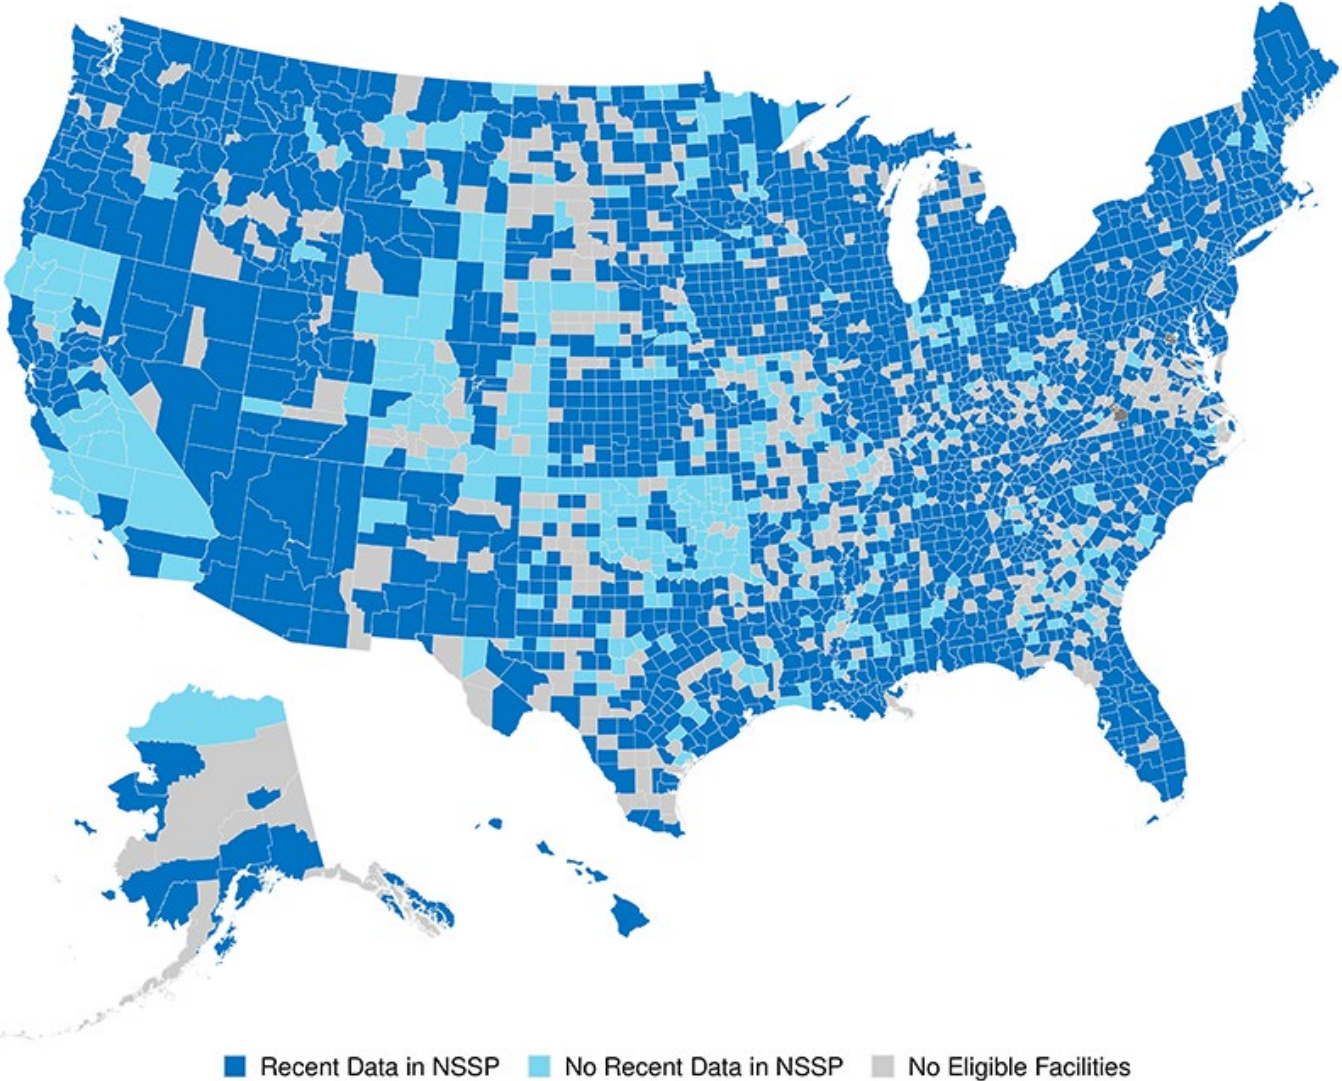 Recent Data in NSSP No Recent Data in NSSP No Eligible Facilities